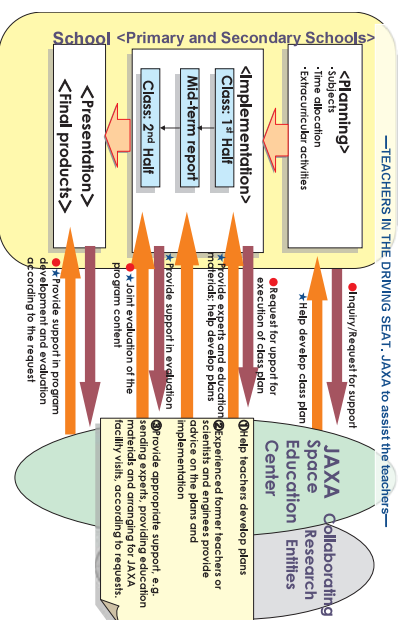 —TEACHERS IN THE DRIVING SEAT, JAXA to assist the teachers—
School <Primary and Secondary Schools>
<Planning>
・Subjects
・Time allocation
・Extracurricular activities
<Implementation>
Class: 1st Half
Mid-term report
Class: 2nd Half
<Presentation>
<Final products>
●Inquiry/Request for support
★Help develop class plan
●Request for upport for
execution of class plan
★Provide experts and education
materials; help develop plans
★Provide support in evaluation
●★Joint evaluation of the
program content
●★Provide support in program
development and evaluation
according to the request
JAXA
Space
Education
Center
Collaborating
Research
Entities
①Help teachers develop plans
②Experienced former teachers or
scientists and enginees provide
advice on the plans and
implementation
③Provide appropriate support, e.g.
sending experts, providing education
materials and arranging for JAXA
facility visits, according to requests.